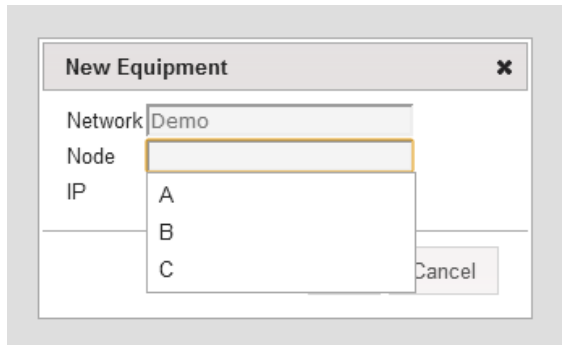 New Equipment ✖
Network Demo
Node
IP
A
B
C
Cancel